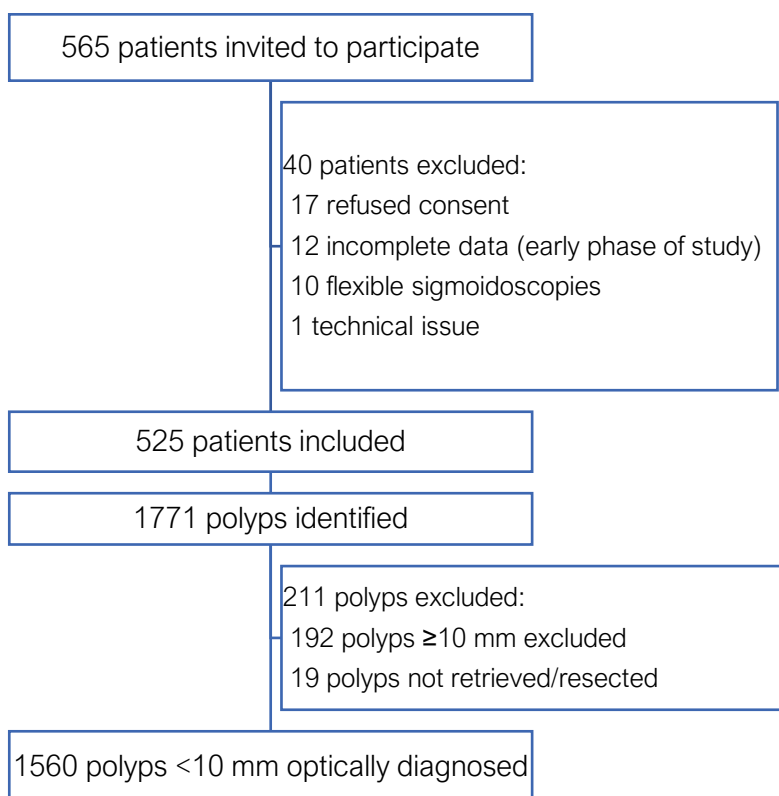 565 patients invited to participate
40 patients excluded:
17 refused consent
12 incomplete data (early phase of study)
10 flexible sigmoidoscopies
1 technical issue
525 patients included
1771 polyps identified
211 polyps excluded:
192 polyps ≥10 mm excluded
19 polyps not retrieved/resected
1560 polyps <10 mm optically diagnosed